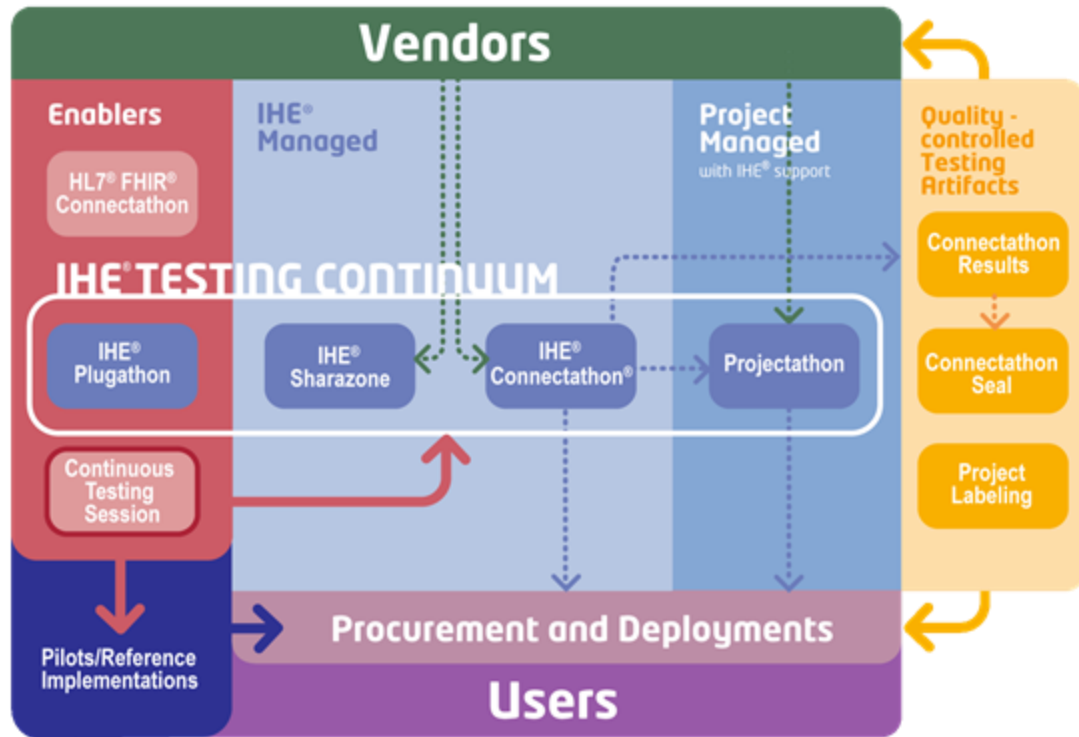 Vendors
Enablers
HL7® FHIR®
Connectathon
IHE®
Managed
Project
Managed
with IHE® support
Quality -
controlled
Testing
Artifacts
Connectathon
Results
IHE® TESTING CONTINUUM
IHE®
Plugathon
IHE®
Sharazone
IHE®
Connectathon®
Projectathon
Connectathon
Seal
Continuous
Testing
Session
Project
Labeling
Pilots/Reference
Implementations
Procurement and Deployments
Users